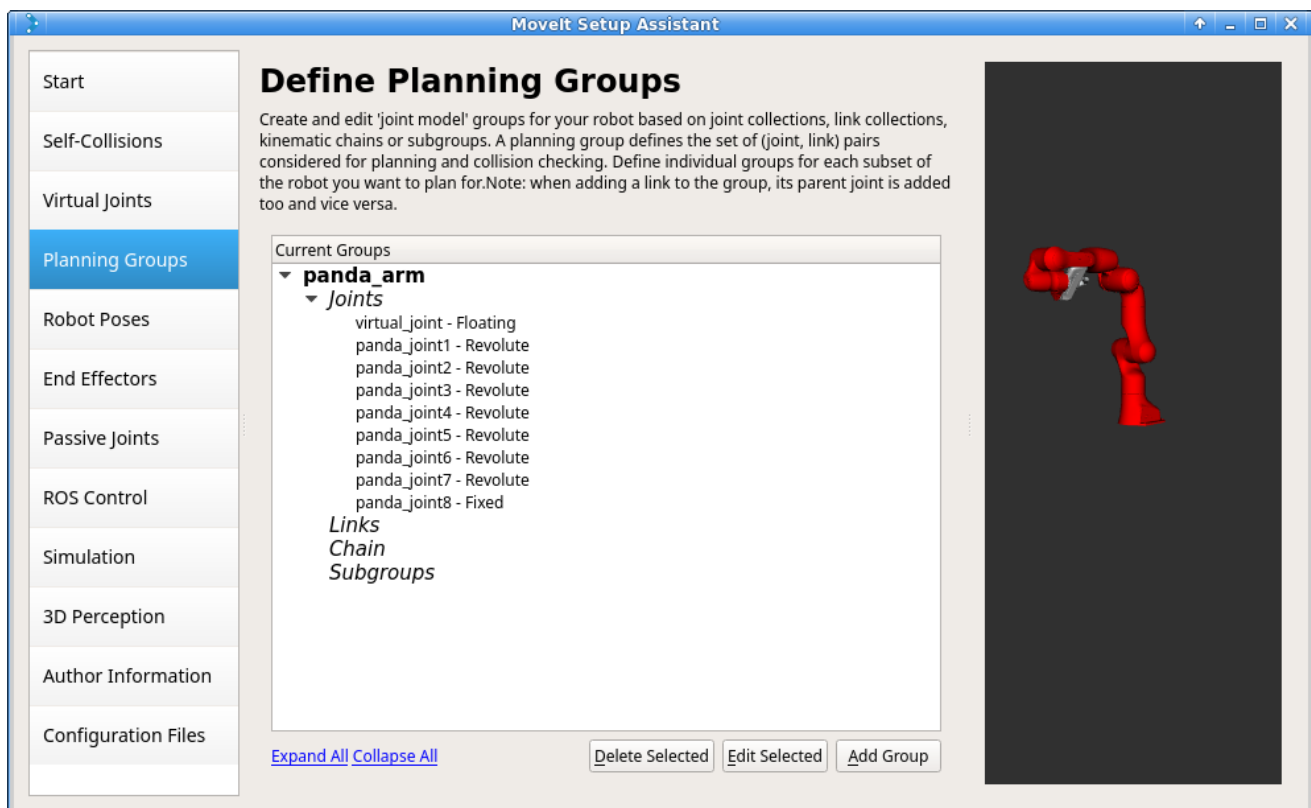 MoveIt Setup Assistant
Start
Self-Collisions
Virtual Joints
Planning Groups
Robot Poses
End Effectors
Passive Joints
ROS Control
Simulation
3D Perception
Author Information
Configuration Files
Define Planning Groups
Create and edit 'joint model' groups for your robot based on joint collections, link collections,
kinematic chains or subgroups. A planning group defines the set of (joint, link) pairs
considered for planning and collision checking. Define individual groups for each subset of
the robot you want to plan for.Note: when adding a link to the group, its parent joint is added
too and vice versa.
Current Groups
panda_arm
Joints
virtual_joint - Floating
panda_joint1 - Revolute
panda_joint2 - Revolute
panda_joint3 - Revolute
panda_joint4 - Revolute
panda_joint5 - Revolute
panda_joint6 - Revolute
panda_joint7 - Revolute
panda_joint8 - Fixed
Links
Chain
Subgroups
Expand All Collapse All
Delete Selected
Edit Selected
Add Group